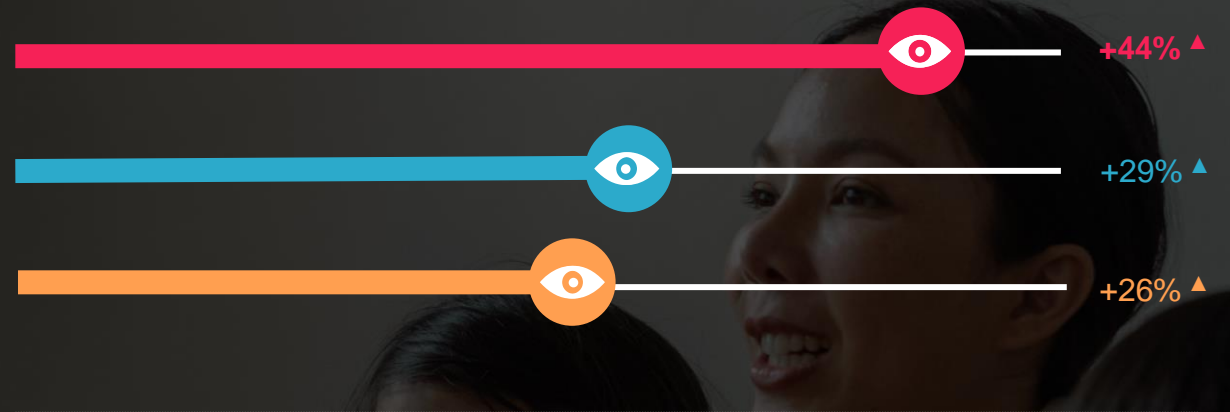 +44% ▲
+29% ▲
+26% ▲